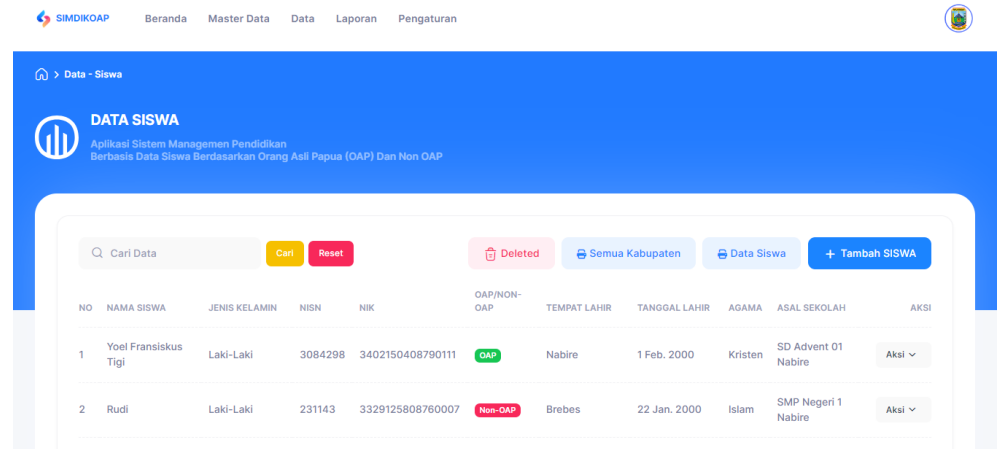 SIMDIKOAP Beranda Master Data Data Laporan Pengaturan
> Data - Siswa
DATA SISWA
Aplikasi Sistem Managemen Pendidikan
Berbasis Data Siswa Berdasarkan Orang Asli Papua (OAP) Dan Non OAP
Cari Data Cari Reset Deleted Semua Kabupaten Data Siswa + Tambah SISWA
NO NAMA SISWA JENIS KELAMIN NISN NIK OAP/NON-OAP TEMPAT LAHIR TANGGAL LAHIR AGAMA ASAL SEKOLAH AKSI
1 Yoel Fransiskus Tigi Laki-Laki 3084298 3402150408790111 OAP Nabire 1 Feb. 2000 Kristen SD Advent 01 Nabire Aksi
2 Rudi Laki-Laki 231143 3329125808760007 Non-OAP Brebes 22 Jan. 2000 Islam SMP Negeri 1 Nabire Aksi